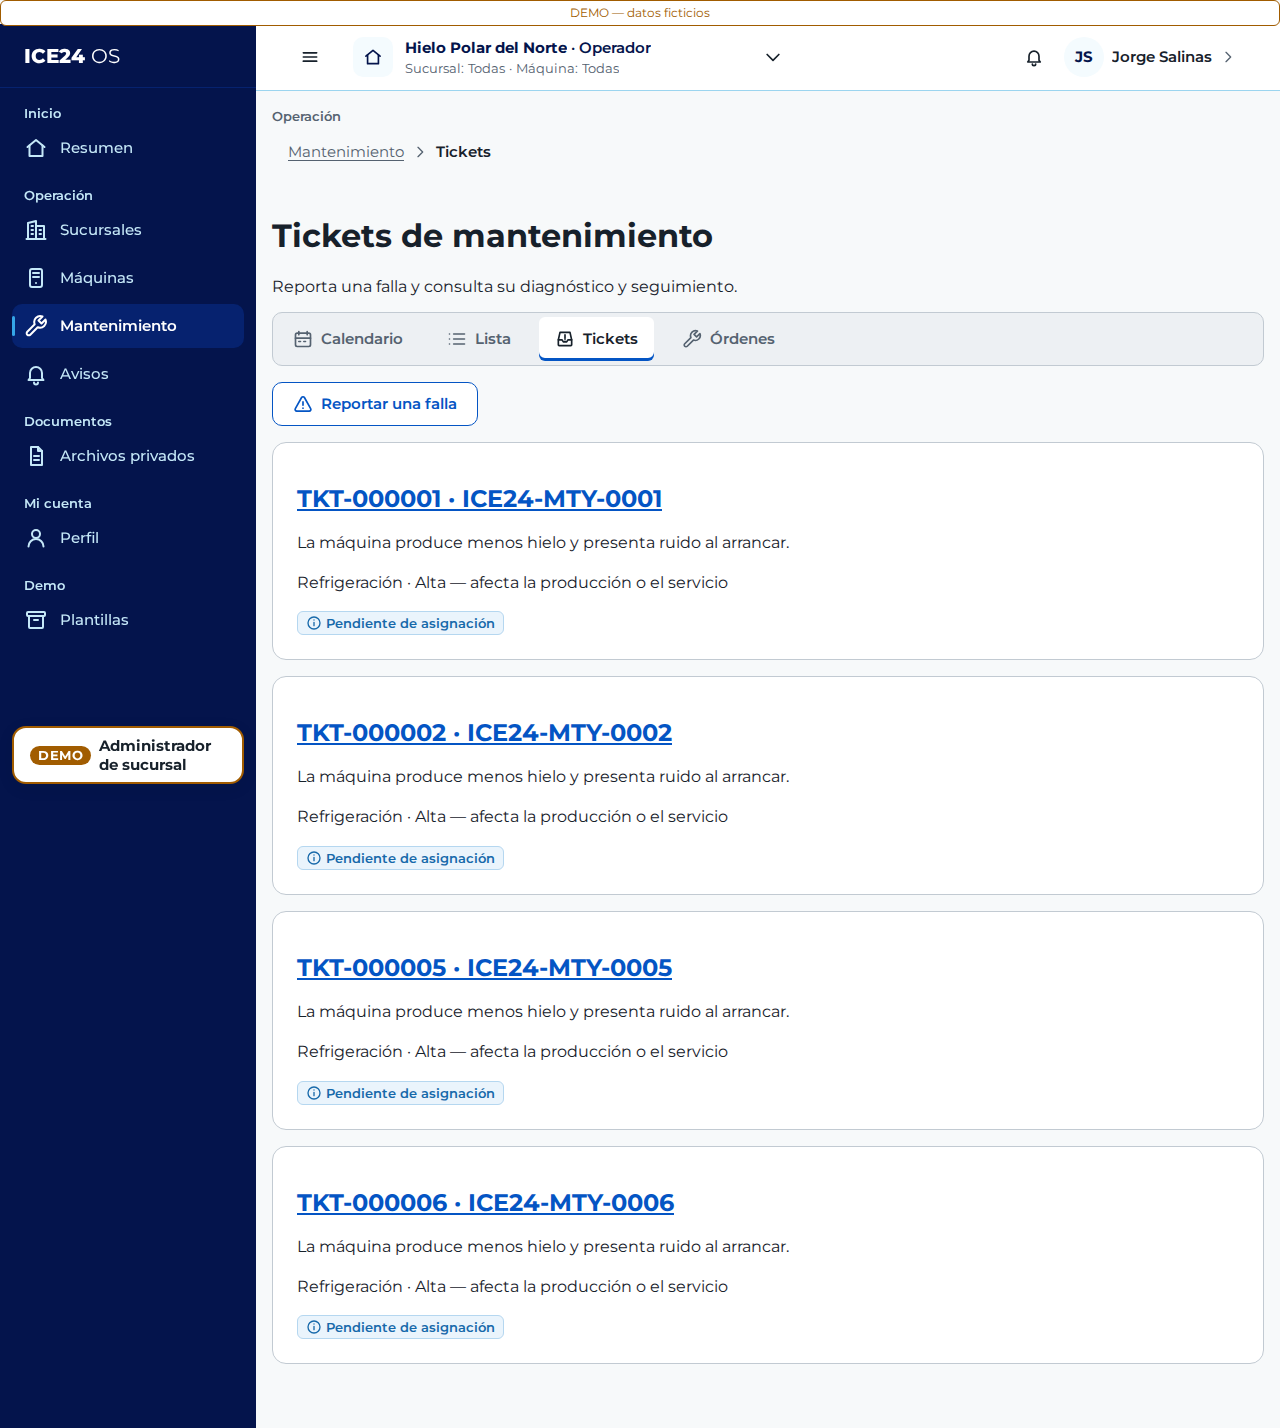 DEMO — datos ficticios
ICE24 OS
Hielo Polar del Norte · Operador
Sucursal: Todas · Máquina: Todas
JS
Jorge Salinas
Inicio
Resumen
Operación
Sucursales
Máquinas
Mantenimiento
Avisos
Documentos
Archivos privados
Mi cuenta
Perfil
Demo
Plantillas
DEMO
Administrador
de sucursal
Operación
Mantenimiento
Tickets
Tickets de mantenimiento
Reporta una falla y consulta su diagnóstico y seguimiento.
Calendario
Lista
Tickets
Órdenes
Reportar una falla
TKT-000001 · ICE24-MTY-0001
La máquina produce menos hielo y presenta ruido al arrancar.
Refrigeración · Alta — afecta la producción o el servicio
Pendiente de asignación
TKT-000002 · ICE24-MTY-0002
La máquina produce menos hielo y presenta ruido al arrancar.
Refrigeración · Alta — afecta la producción o el servicio
Pendiente de asignación
TKT-000005 · ICE24-MTY-0005
La máquina produce menos hielo y presenta ruido al arrancar.
Refrigeración · Alta — afecta la producción o el servicio
Pendiente de asignación
TKT-000006 · ICE24-MTY-0006
La máquina produce menos hielo y presenta ruido al arrancar.
Refrigeración · Alta — afecta la producción o el servicio
Pendiente de asignación